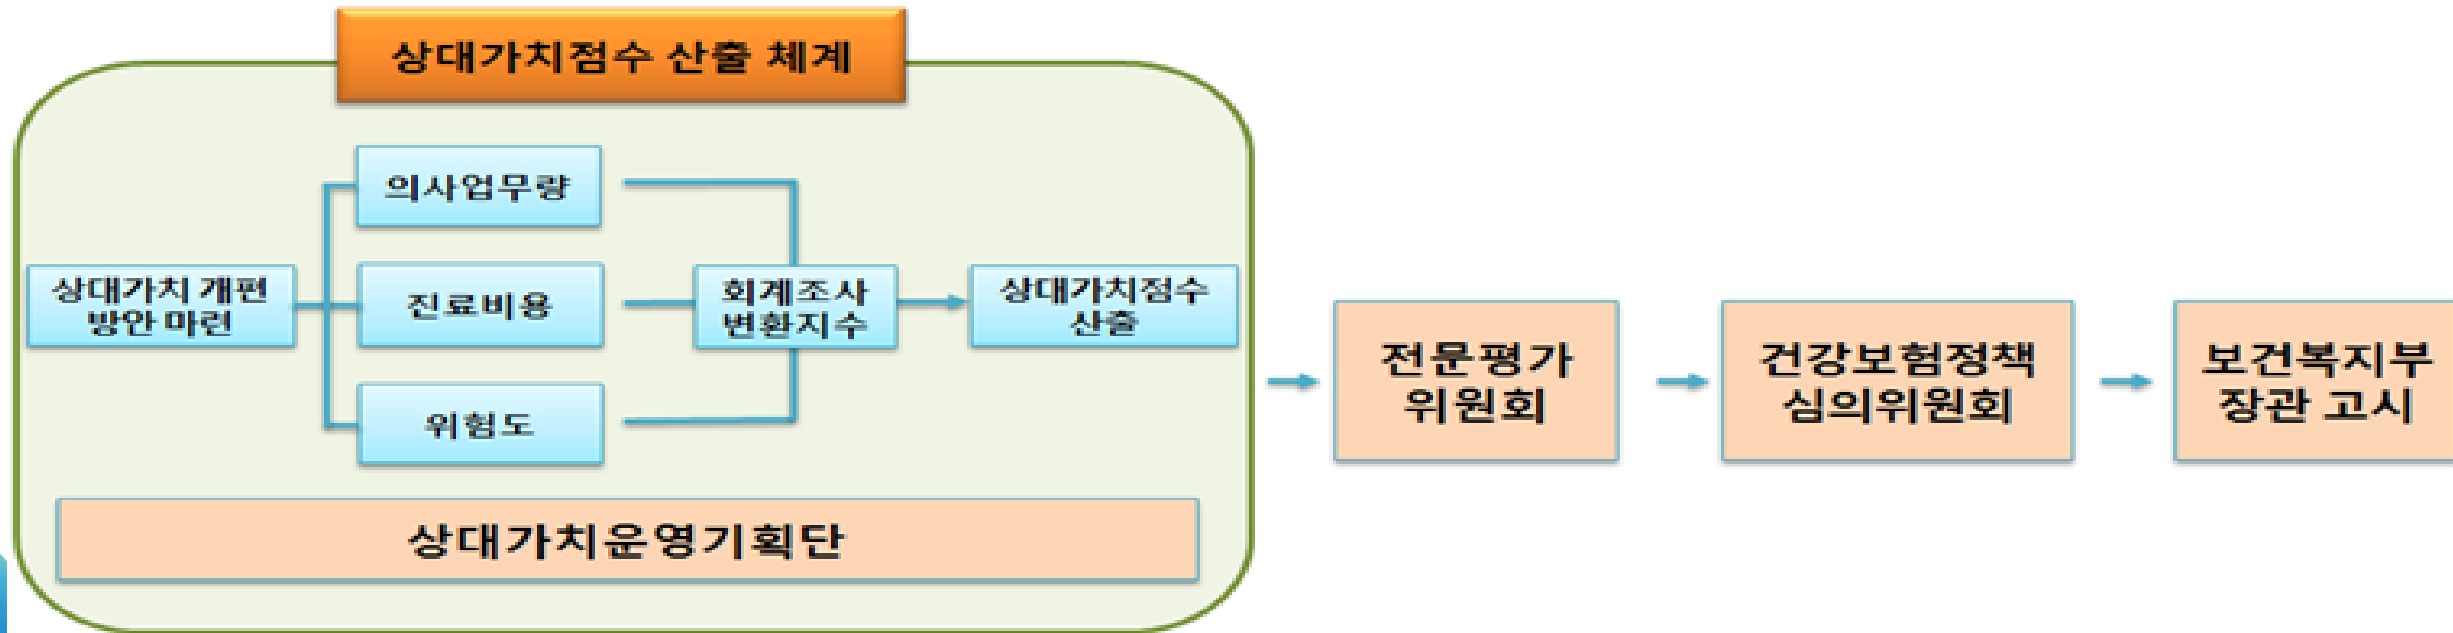 상대가치점수 산출 체계
상대가치 개편
방안 마련
의사업무량
진료비용
위험도
회계조사
변환지수
상대가치점수
산출
상대가치운영기획단
전문평가
위원회
건강보험정책
심의위원회
보건복지부
장관 고시